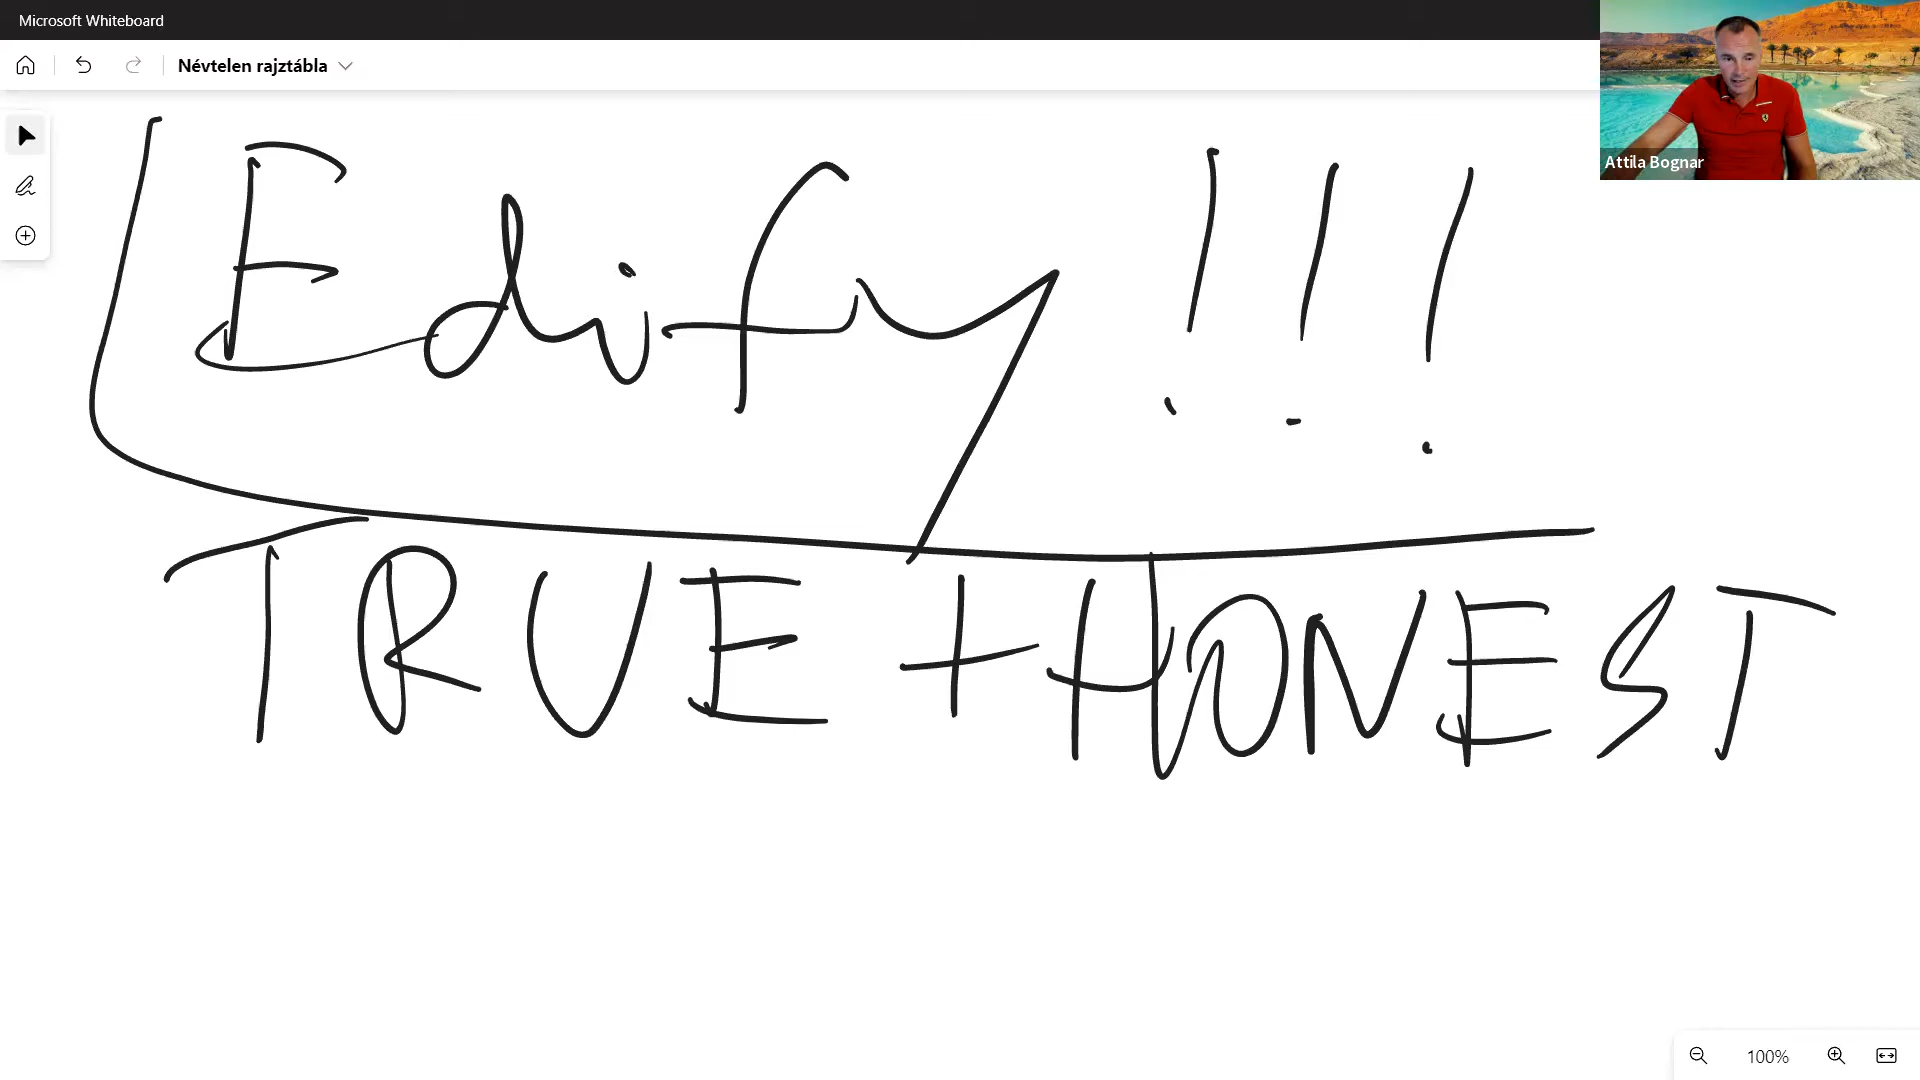 Microsoft Whiteboard
Névtelen rajztábla
Attila Bognar
Edify !!!
TRUE + HONEST
100%